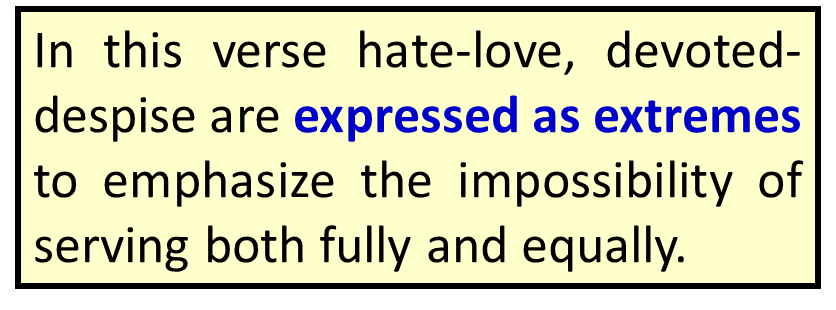 In this verse hate-love, devoted-
despise are expressed as extremes
to emphasize the impossibility of
serving both fully and equally.